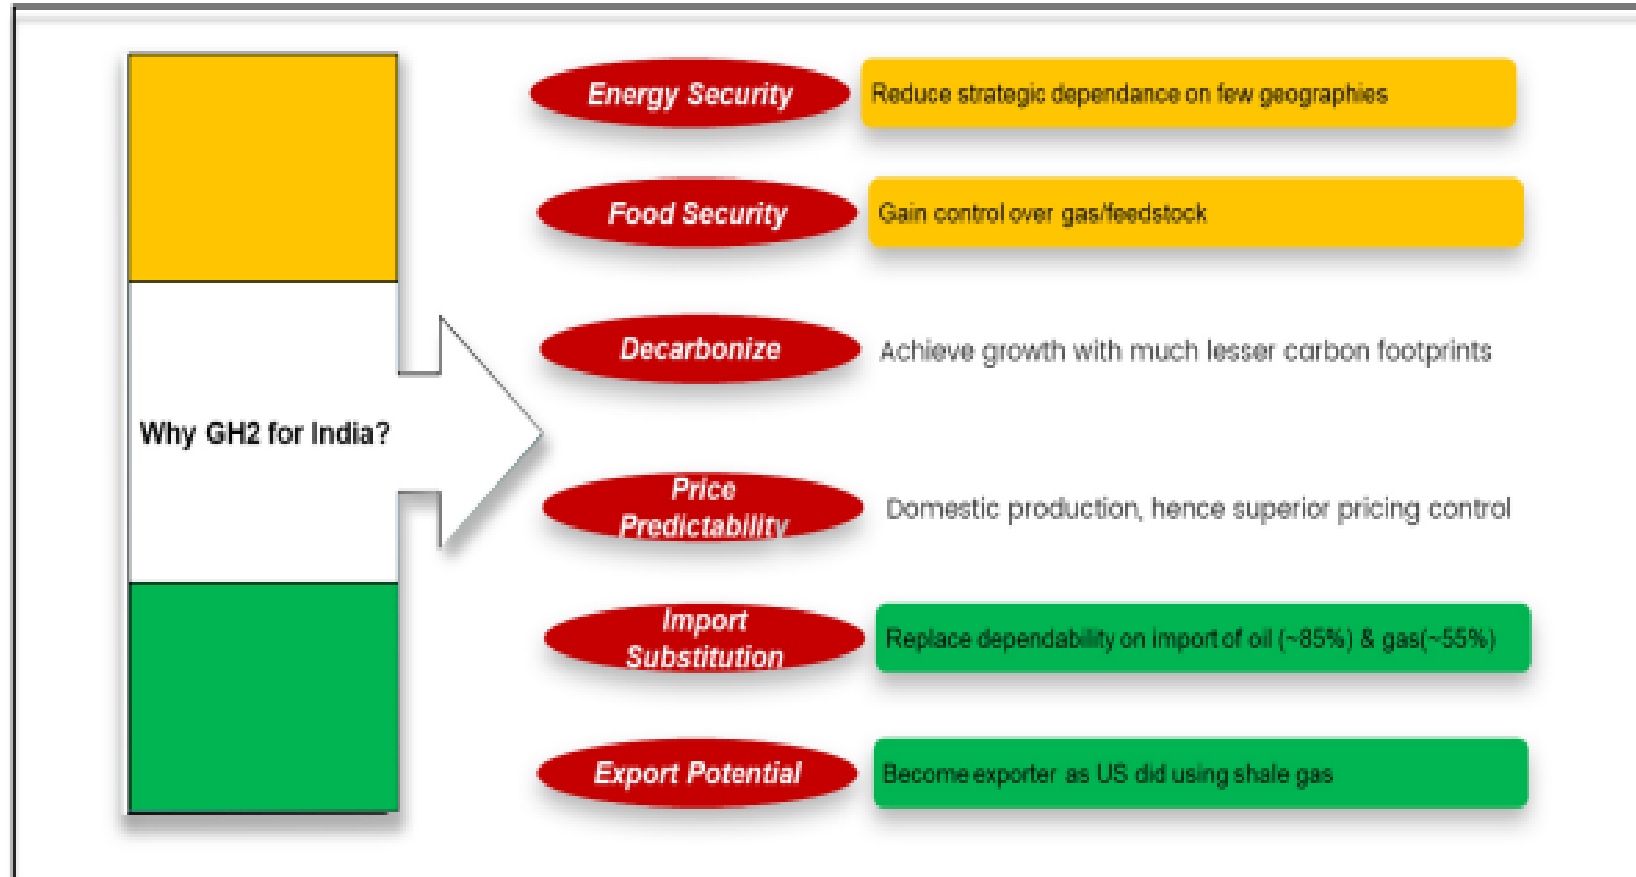 Energy Security
Reduce strategic dependance on few geographies
Food Security
Gain control over gas/feedstock
Decarbonize
Achieve growth with much lesser carbon footprints
Why GH2 for India?
Price
Predictability
Domestic production, hence superior pricing control
Import
Substitution
Replace dependability on import of oil (~85%) & gas(~55%)
Export Potential
Become exporter as US did using shale gas